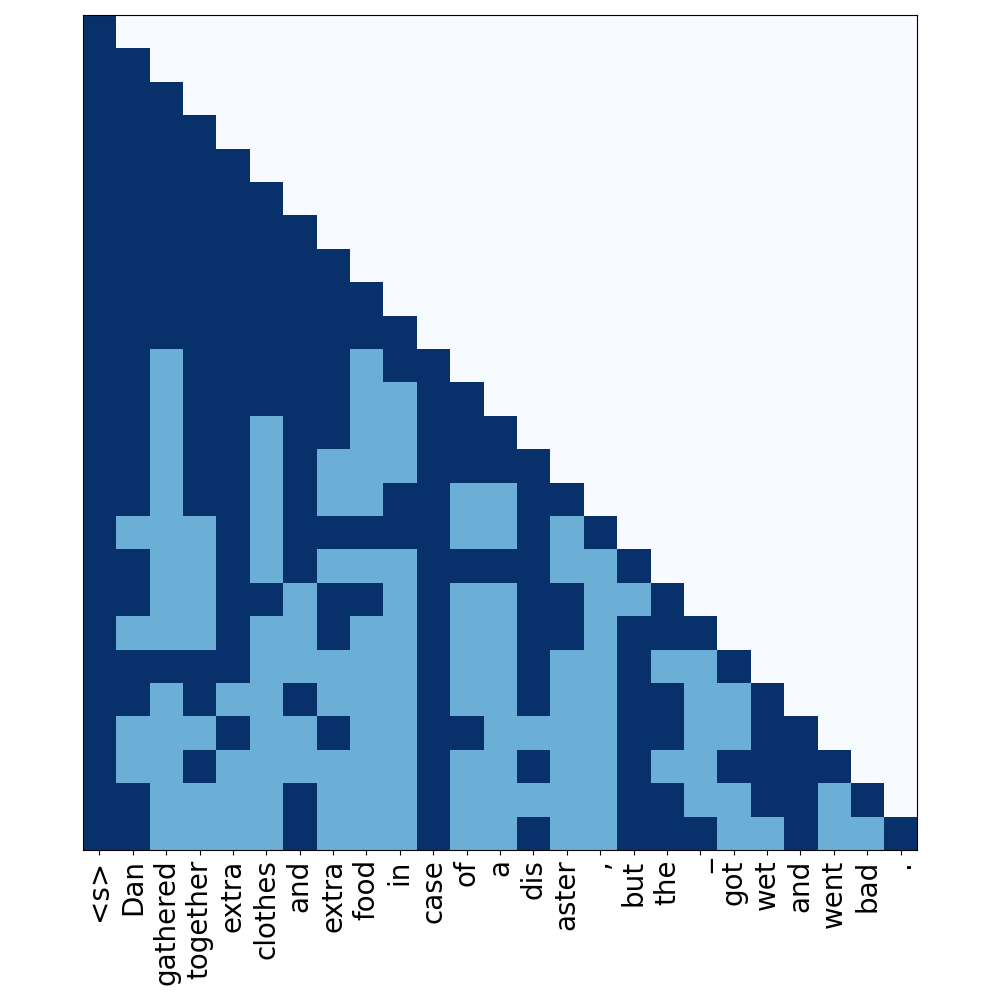 <s> Dan gathered together extra clothes and extra food in case of a dis aster , but the _ got wet and went bad .